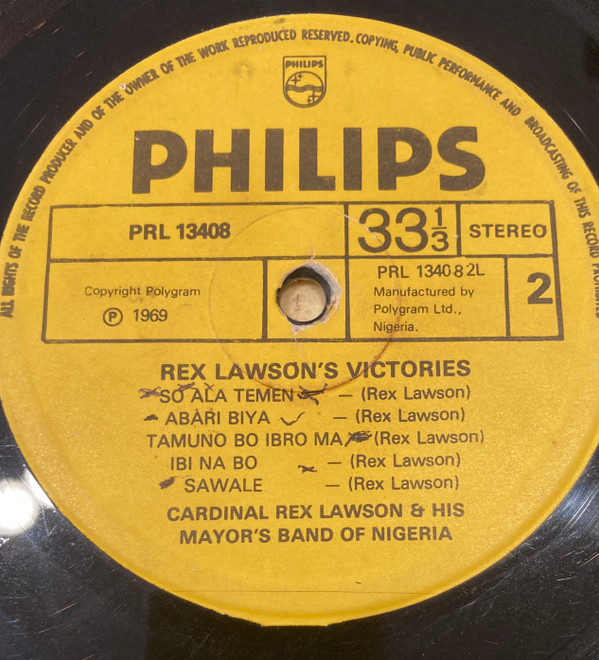 ALL RIGHTS OF THE RECORD PRODUCER AND OF THE OWNER OF THE WORK REPRODUCED RESERVED. COPYING, PUBLIC PERFORMANCE AND BROADCASTING OF THIS RECORD PROHIBITED
PHILIPS
PHILIPS
PRL 13408
33 1/3
STEREO
Copyright Polygram
Ⓟ 1969
PRL 13408 2L
Manufactured by
Polygram Ltd.,
Nigeria.
2
REX LAWSON'S VICTORIES
SO ALA TEMEN – (Rex Lawson)
ABARI BIYA – (Rex Lawson)
TAMUNO BO IBRO MA (Rex Lawson)
IBI NA BO – (Rex Lawson)
SAWALE – (Rex Lawson)
CARDINAL REX LAWSON & HIS
MAYOR'S BAND OF NIGERIA